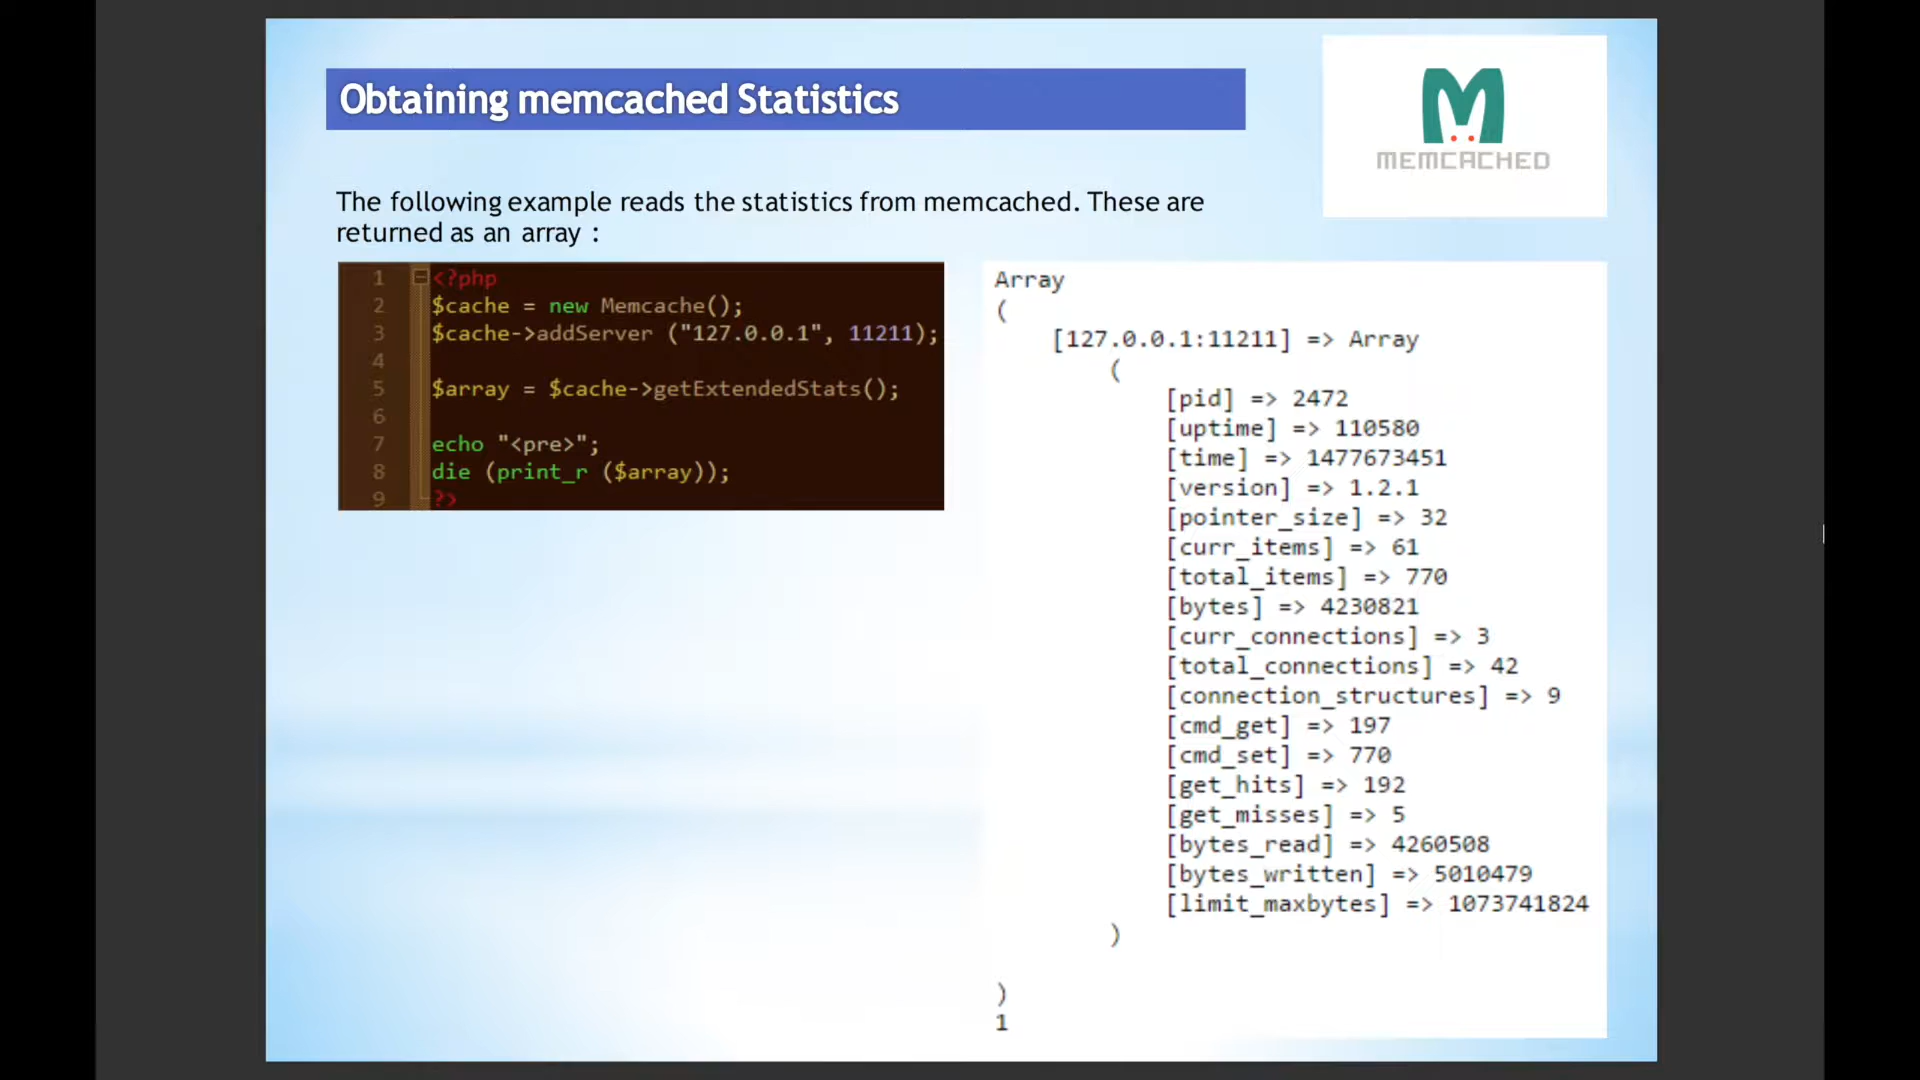 Obtaining memcached Statistics
MEMCACHED
The following example reads the statistics from memcached. These are
returned as an array :
1 <?php
2 $cache = new Memcache();
3 $cache->addServer ("127.0.0.1", 11211);
4
5 $array = $cache->getExtendedStats();
6
7 echo "<pre>";
8 die (print_r ($array));
9 ?>
Array
(
[127.0.0.1:11211] => Array
(
[pid] => 2472
[uptime] => 110580
[time] => 1477673451
[version] => 1.2.1
[pointer_size] => 32
[curr_items] => 61
[total_items] => 770
[bytes] => 4230821
[curr_connections] => 3
[total_connections] => 42
[connection_structures] => 9
[cmd_get] => 197
[cmd_set] => 770
[get_hits] => 192
[get_misses] => 5
[bytes_read] => 4260508
[bytes_written] => 5010479
[limit_maxbytes] => 1073741824
)
)
1